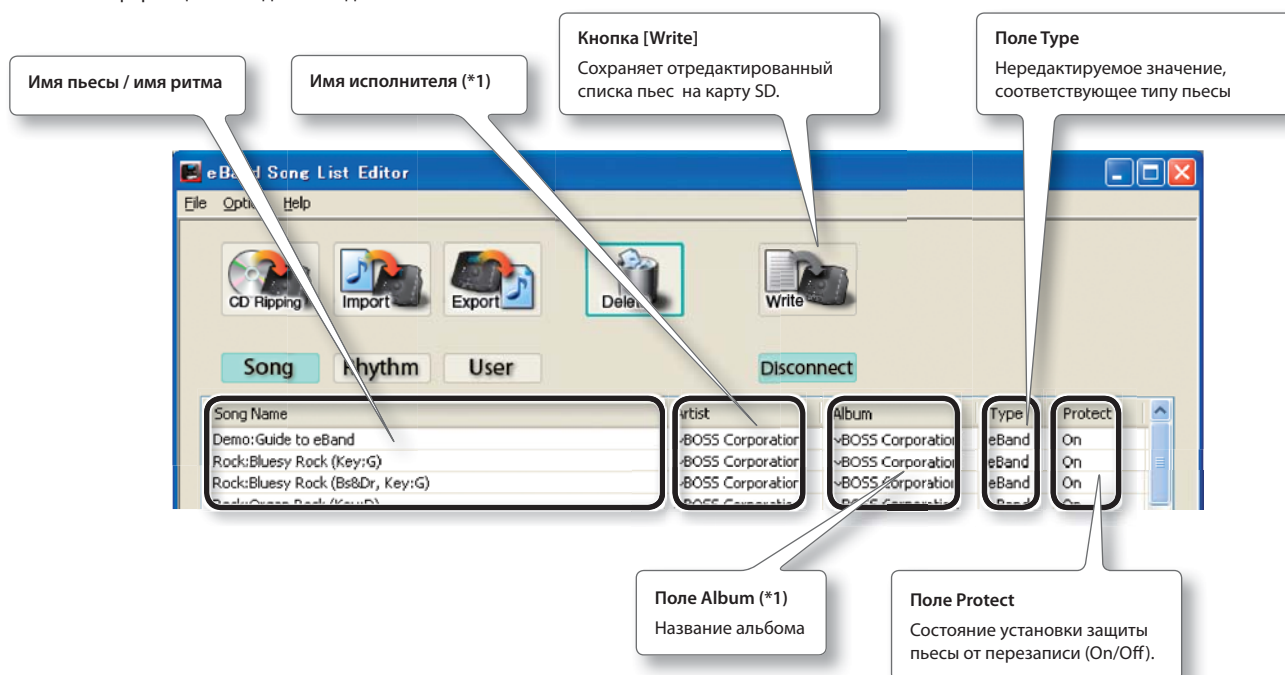 Кнопка [Write]
Сохраняет отредактированный
списка пьес на карту SD.
Поле Type
Нередактируемое значение,
соответствующее типу пьесы
Имя пьесы / имя ритма
Имя исполнителя (*1)
eBand Song List Editor
File Option Help
CD Ripping Import Export Delete Write
Song Rhythm User Disconnect
Song Name Artist Album Type Protect
Demo:Guide to eBand ~BOSS Corporation ~BOSS Corporation eBand On
Rock:Bluesy Rock (Key:G) ~BOSS Corporation ~BOSS Corporation eBand On
Rock:Bluesy Rock (Bs&Dr, Key:G) ~BOSS Corporation ~BOSS Corporation eBand On
Поле Album (*1)
Название альбома
Поле Protect
Состояние установки защиты
пьесы от перезаписи (On/Off).